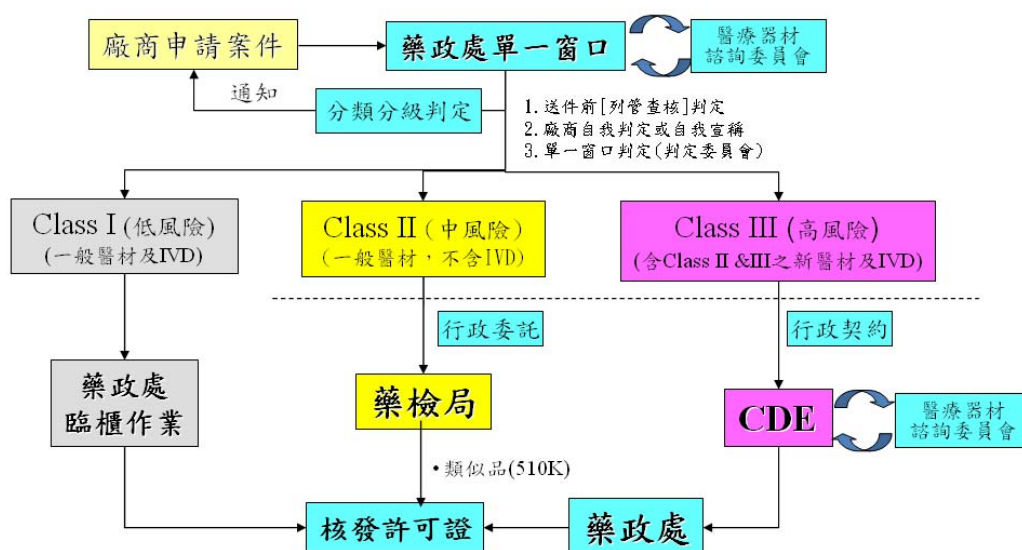 廠商申請案件
藥政處單一窗口
醫療器材
諮詢委員會
通知
分類分級判定
1. 送件前[列管查核]判定
2. 廠商自我判定或自我宣稱
3. 單一窗口判定(判定委員會)
Class I (低風險)
(一般醫材及IVD)
Class II (中風險)
(一般醫材，不含IVD)
Class III (高風險)
(含Class II &III之新醫材及IVD)
行政委託
行政契約
藥政處
臨櫃作業
藥檢局
CDE
醫療器材
諮詢委員會
•類似品(510K)
核發許可證
藥政處